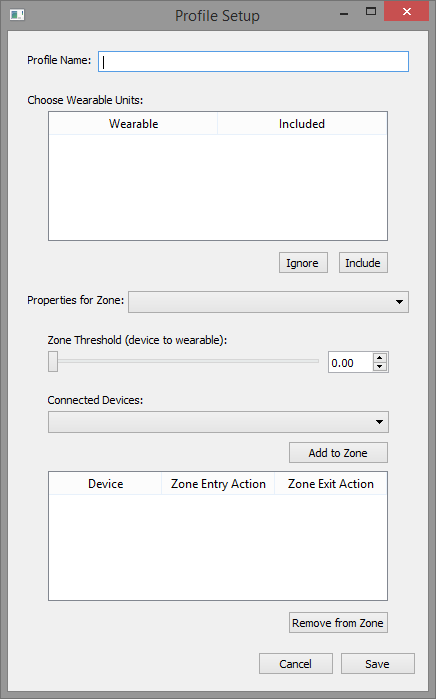 Profile Setup
Profile Name:
Choose Wearable Units:
Wearable Included
Ignore Include
Properties for Zone:
Zone Threshold (device to wearable):
0.00
Connected Devices:
Add to Zone
Device Zone Entry Action Zone Exit Action
Remove from Zone
Cancel Save